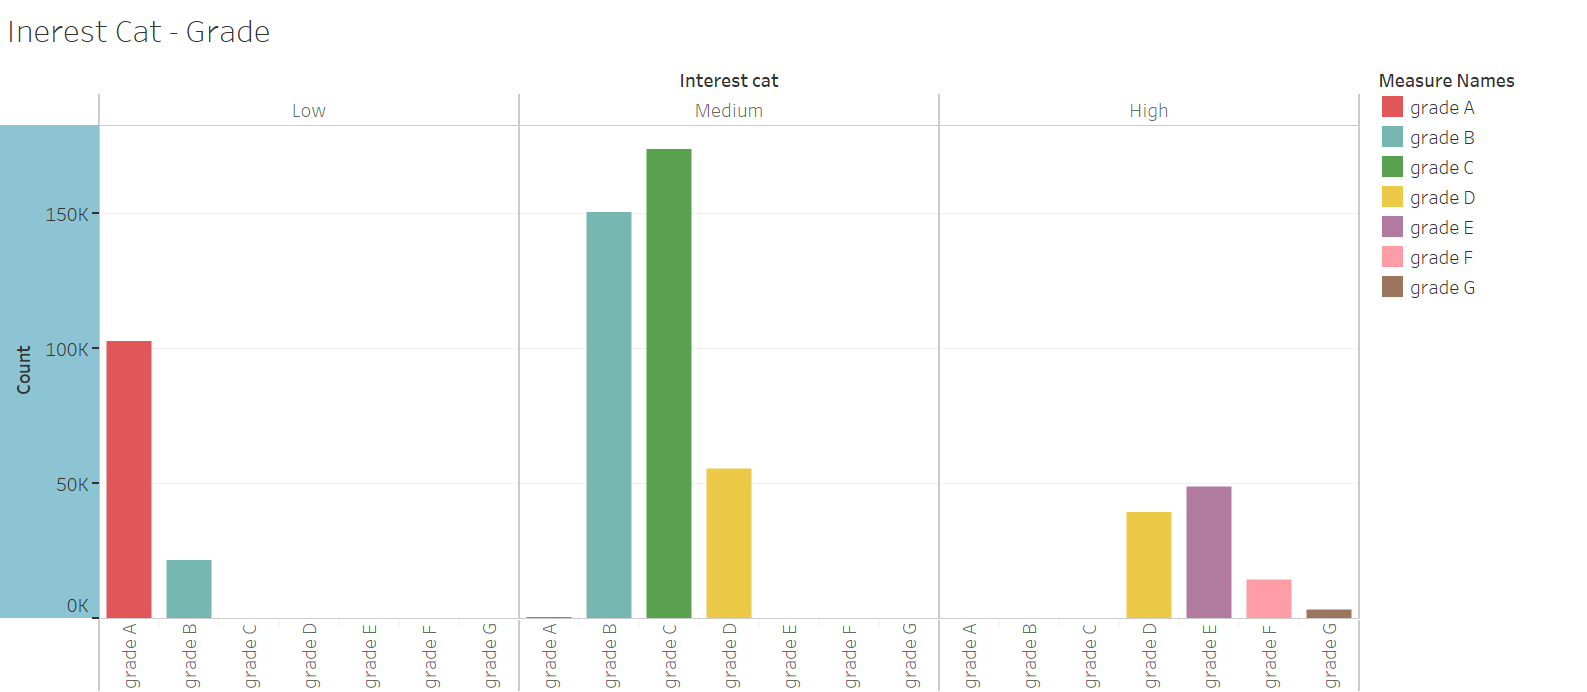 Inerest Cat - Grade
Interest cat
Low
Medium
High
Count
150K
100K
50K
0K
grade A
grade B
grade C
grade D
grade E
grade F
grade G
grade A
grade B
grade C
grade D
grade E
grade F
grade G
grade A
grade B
grade C
grade D
grade E
grade F
grade G
Measure Names
grade A
grade B
grade C
grade D
grade E
grade F
grade G